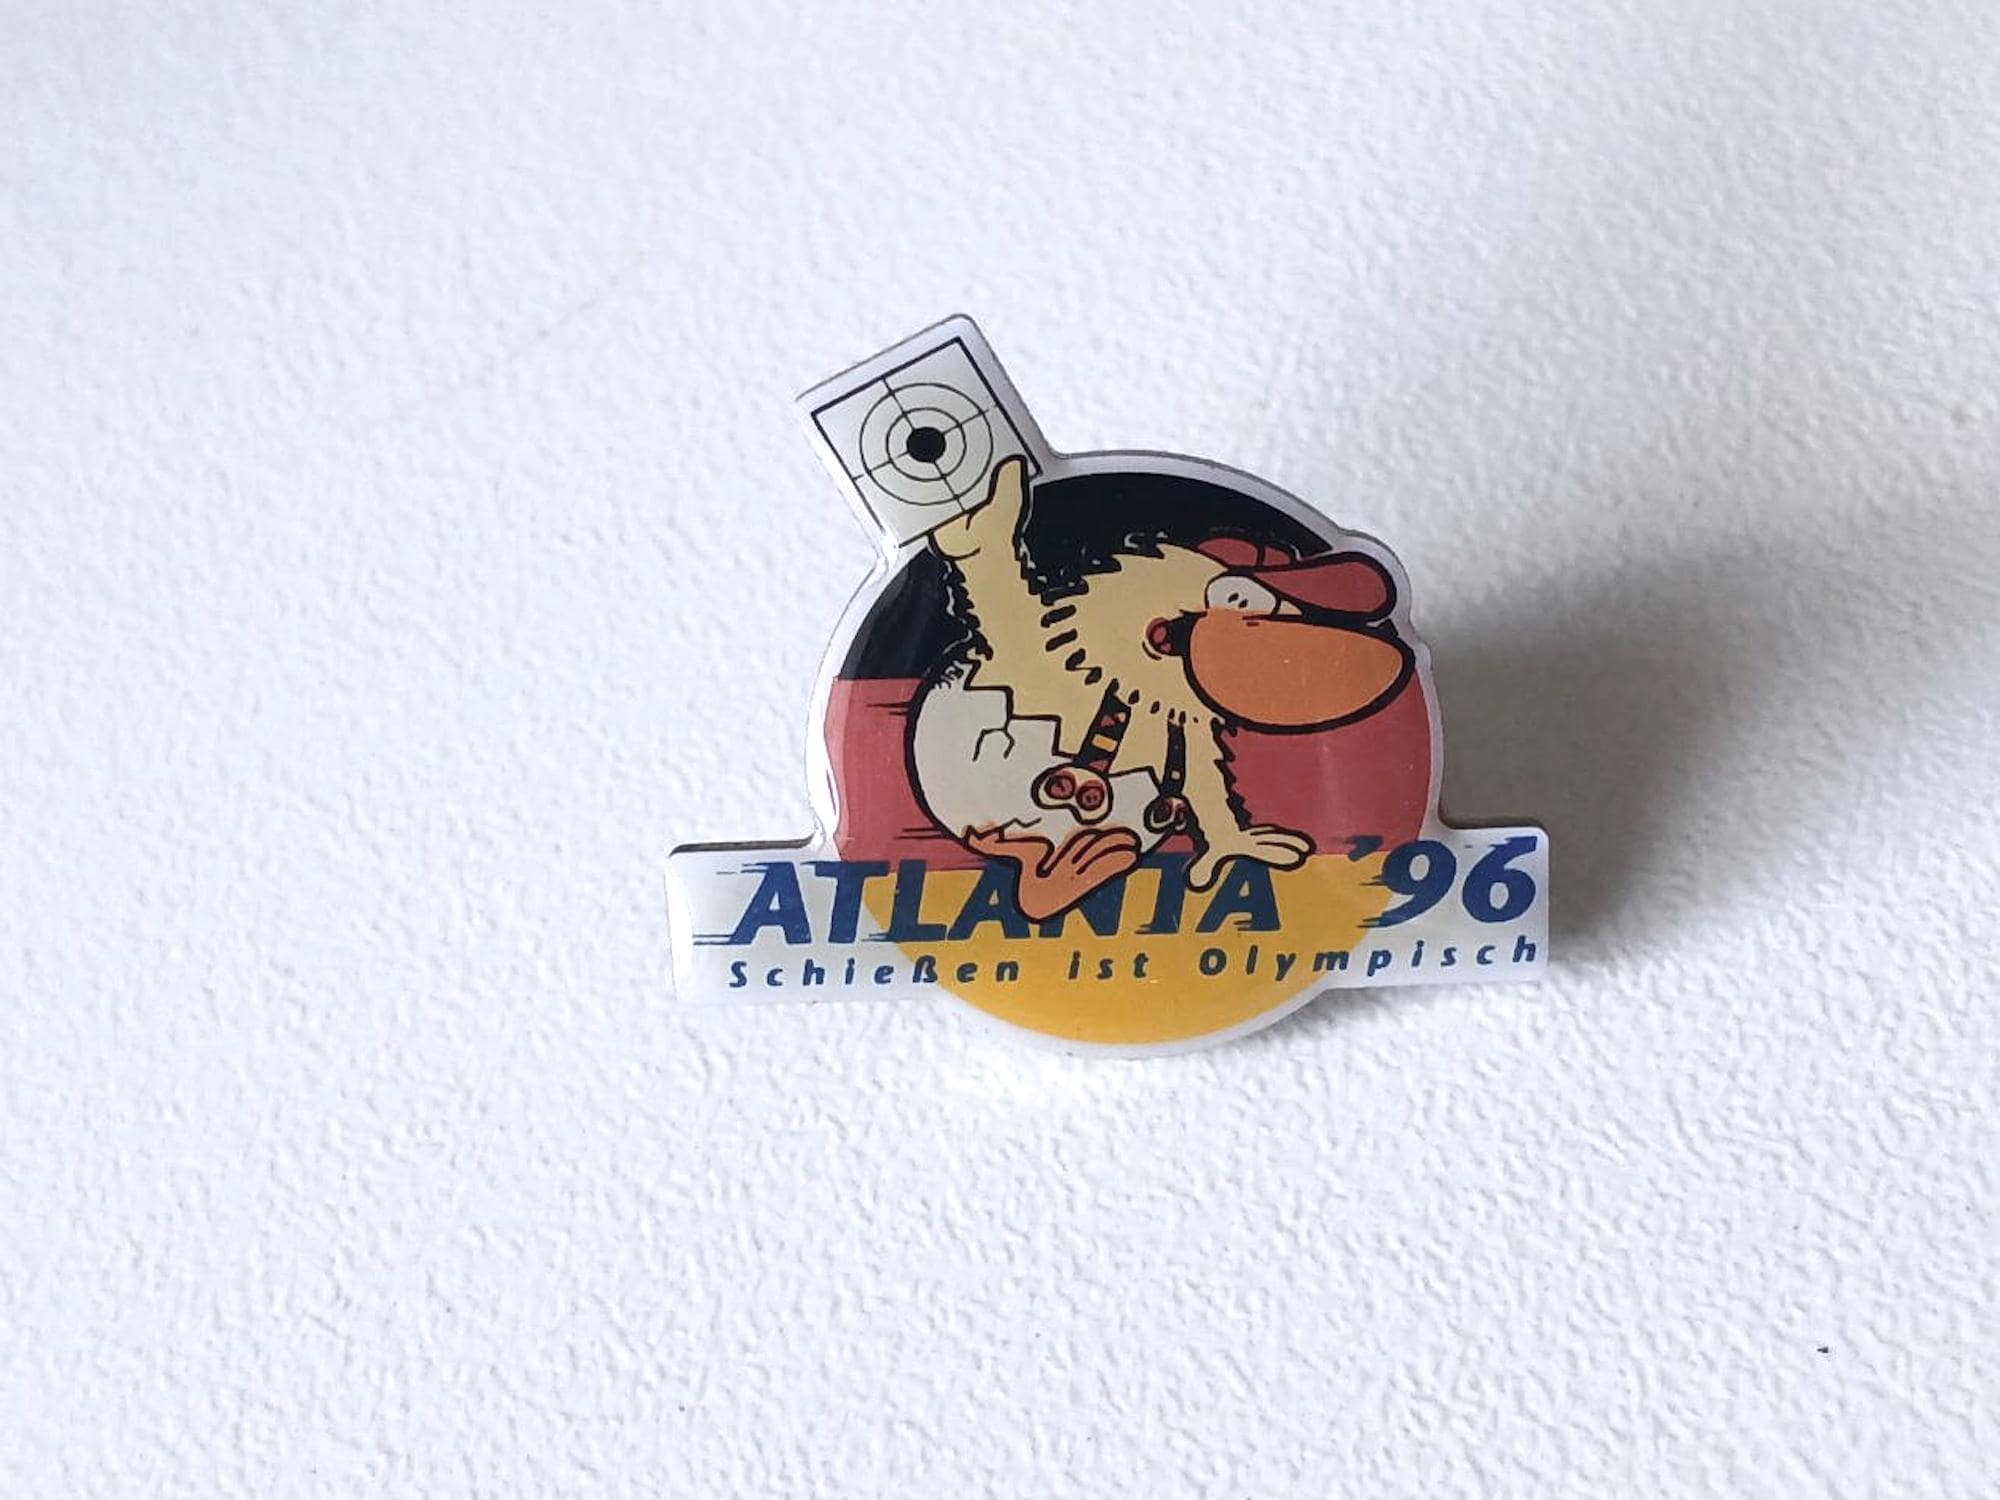 ATLANTA '96
Schießen ist Olympisch